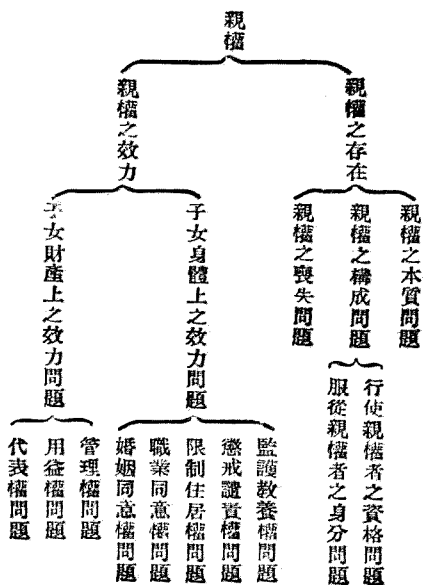 親權
親權之存在
親權之本質問題
親權之構成問題
行使親權者之資格問題
服從親權者之身分問題
親權之喪失問題
親權之效力
子女身體上之效力問題
監護教養權問題
懲戒譴責權問題
限制住居權問題
職業同意權問題
婚姻同意權問題
子女財產上之效力問題
管理權問題
用益權問題
代表權問題